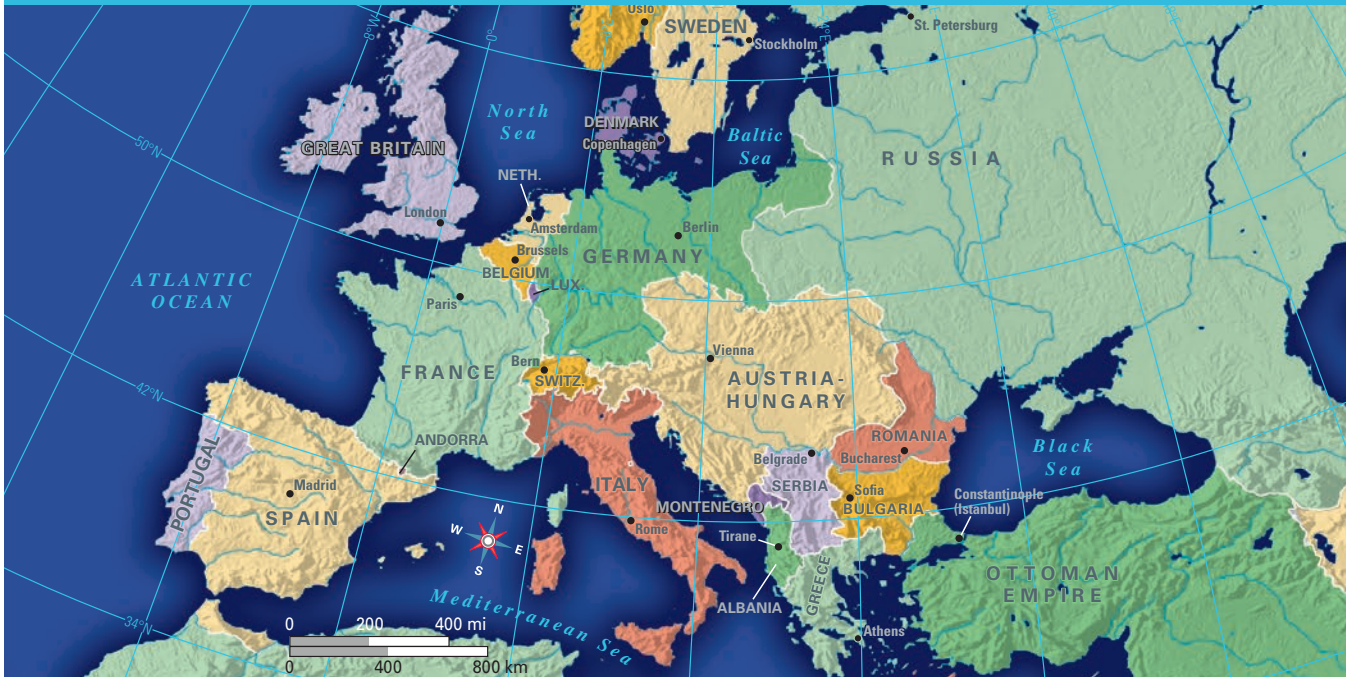 8°W
0°
8°E
Oslo
SWEDEN
Stockholm
St. Petersburg
North
Sea
DENMARK
Copenhagen
Baltic
Sea
RUSSIA
50°N
GREAT BRITAIN
NETH.
London
Amsterdam
Berlin
Brussels
GERMANY
BELGIUM
LUX.
ATLANTIC
OCEAN
Paris
Vienna
Bern
FRANCE
SWITZ.
AUSTRIA-
HUNGARY
42°N
ANDORRA
ROMANIA
Bucharest
Belgrade
Black
Sea
PORTUGAL
Madrid
SPAIN
ITALY
SERBIA
Sofia
BULGARIA
Constantinople
(Istanbul)
MONTENEGRO
Rome
N
W
E
S
Tirane
OTTOMAN
EMPIRE
ALBANIA
GREECE
Mediterranean Sea
Athens
34°N
0 200 400 mi
0 400 800 km